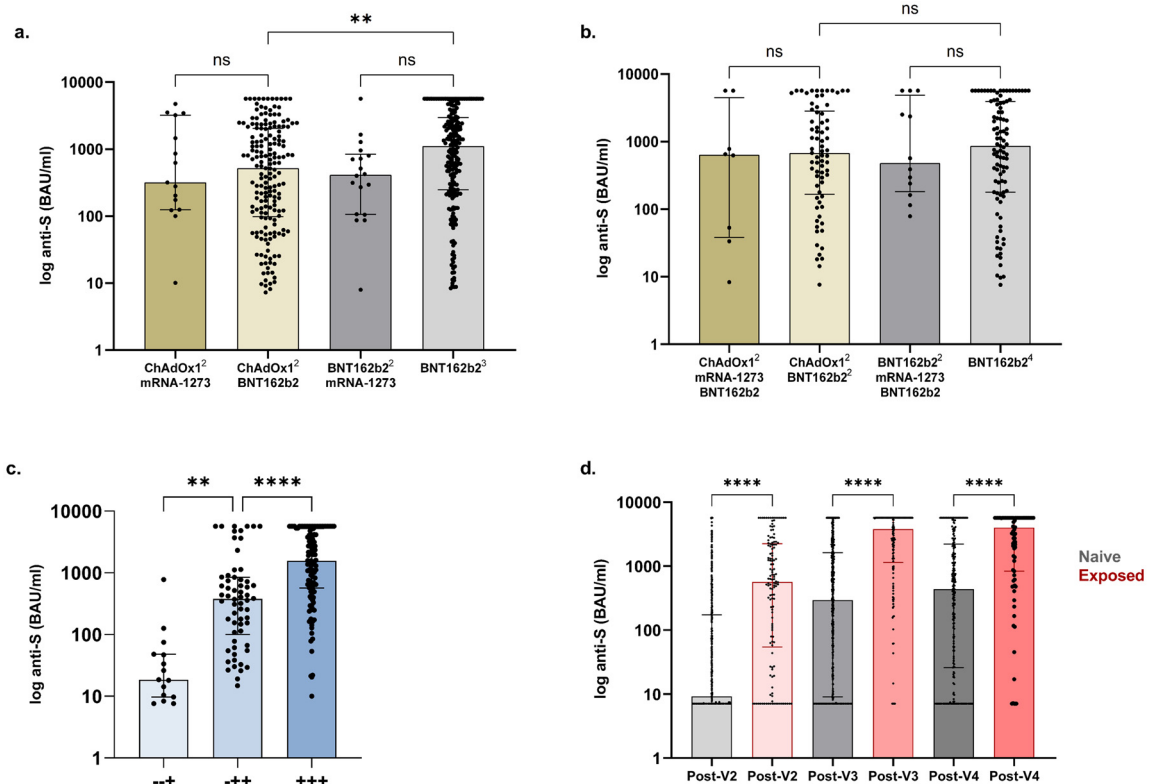 a.
**
ns
ns
log anti-S (BAU/ml)
10000
1000
100
10
1
ChAdOx1²
mRNA-1273
ChAdOx1²
BNT162b2
BNT162b2²
mRNA-1273
BNT162b2³
b.
ns
ns
ns
log anti-S (BAU/ml)
10000
1000
100
10
1
ChAdOx1²
mRNA-1273
BNT162b2
ChAdOx1²
BNT162b2²
BNT162b2²
mRNA-1273
BNT162b2
BNT162b2⁴
c.
**
****
log anti-S (BAU/ml)
10000
1000
100
10
1
--+
-++
+++
d.
****
****
****
log anti-S (BAU/ml)
10000
1000
100
10
1
Post-V2
Post-V2
Post-V3
Post-V3
Post-V4
Post-V4
Naive
Exposed